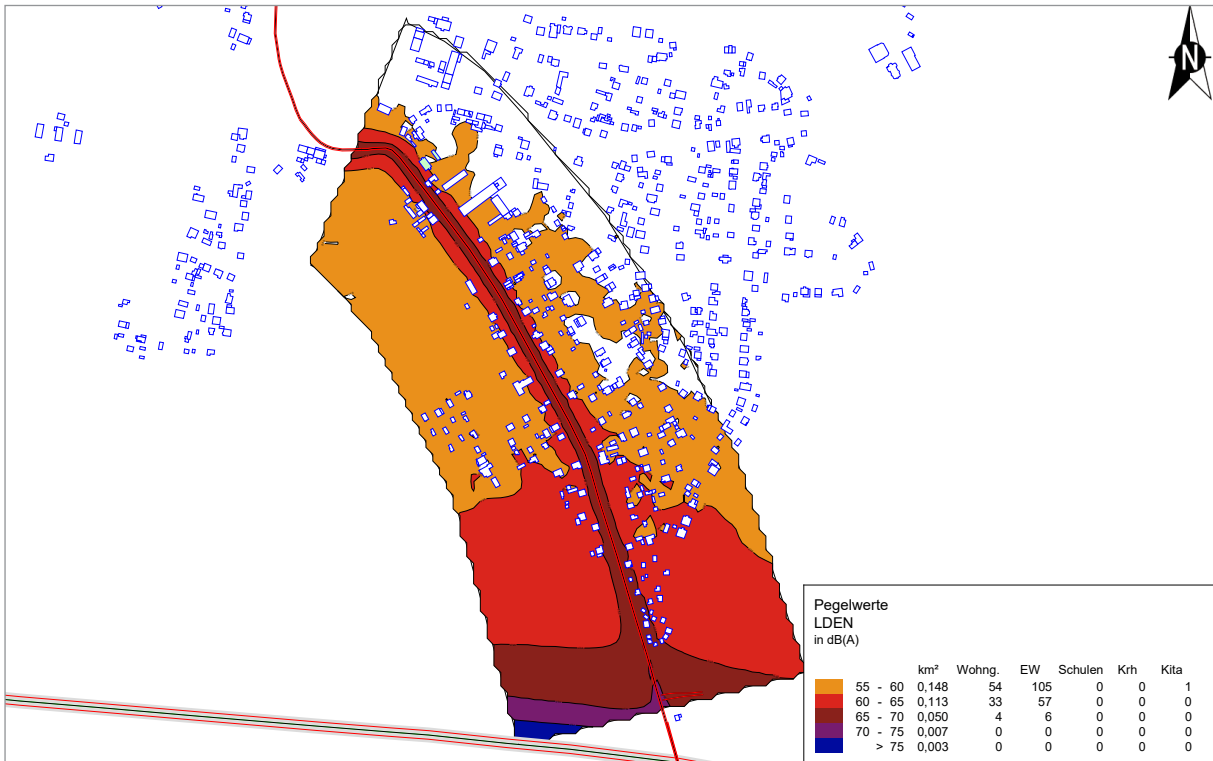 N
Pegelwerte
LDEN
in dB(A)
km² Wohng. EW Schulen Krh Kita
55 - 60 0,148 54 105 0 0 1
60 - 65 0,113 33 57 0 0 0
65 - 70 0,050 4 6 0 0 0
70 - 75 0,007 0 0 0 0 0
> 75 0,003 0 0 0 0 0